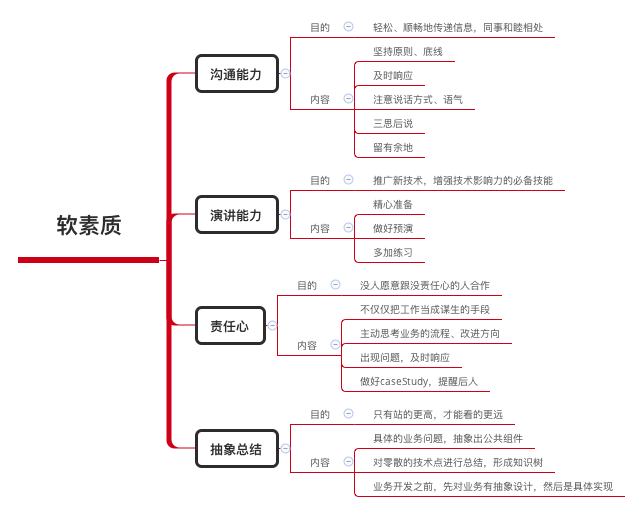 软素质
沟通能力
目的
轻松、顺畅地传递信息，同事和睦相处
内容
坚持原则、底线
及时响应
注意说话方式、语气
三思后说
留有余地
演讲能力
目的
推广新技术，增强技术影响力的必备技能
内容
精心准备
做好预演
多加练习
责任心
目的
没人愿意跟没责任心的人合作
内容
不仅仅把工作当成谋生的手段
主动思考业务的流程、改进方向
出现问题，及时响应
做好caseStudy，提醒后人
抽象总结
目的
只有站的更高，才能看的更远
内容
具体的业务问题，抽象出公共组件
对零散的技术点进行总结，形成知识树
业务开发之前，先对业务有抽象设计，然后是具体实现